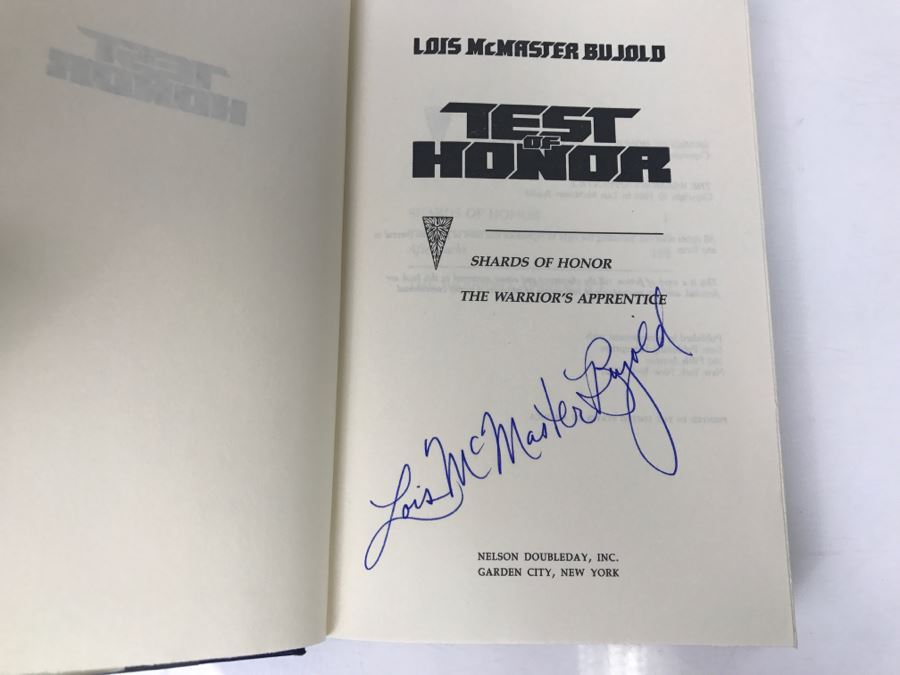 LOIS McMASTER BUJOLD
TEST
OF
HONOR
SHARDS OF HONOR
THE WARRIOR'S APPRENTICE
Lois McMaster Bujold
NELSON DOUBLEDAY, INC.
GARDEN CITY, NEW YORK